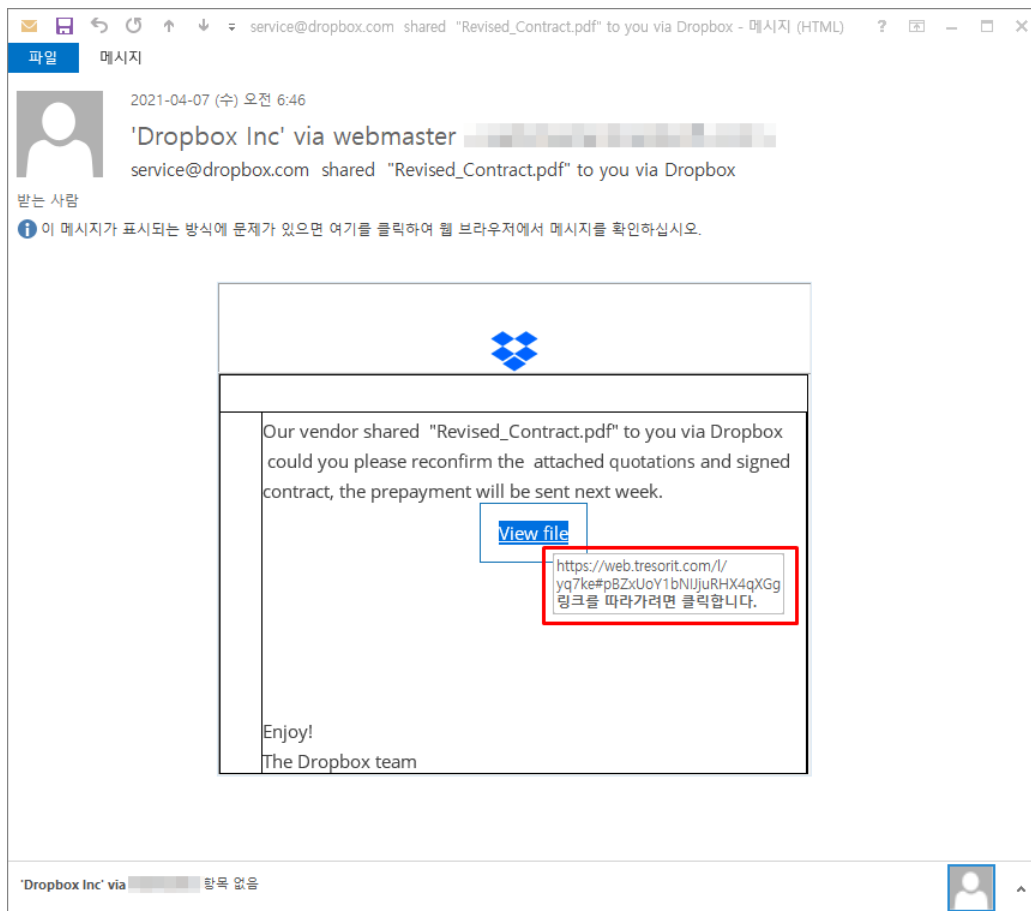 service@dropbox.com shared "Revised_Contract.pdf" to you via Dropbox - 메시지 (HTML) ?
파일 메시지
2021-04-07 (수) 오전 6:46
'Dropbox Inc' via webmaster
service@dropbox.com shared "Revised_Contract.pdf" to you via Dropbox
받는 사람
이 메시지가 표시되는 방식에 문제가 있으면 여기를 클릭하여 웹 브라우저에서 메시지를 확인하십시오.
Our vendor shared "Revised_Contract.pdf" to you via Dropbox
could you please reconfirm the attached quotations and signed
contract, the prepayment will be sent next week.
View file
https://web.tresorit.com/l/
yq7ke#pBZxUoY1bNIJjuRHX4qXGg
링크를 따라가려면 클릭합니다.
Enjoy!
The Dropbox team
'Dropbox Inc' via 항목 없음